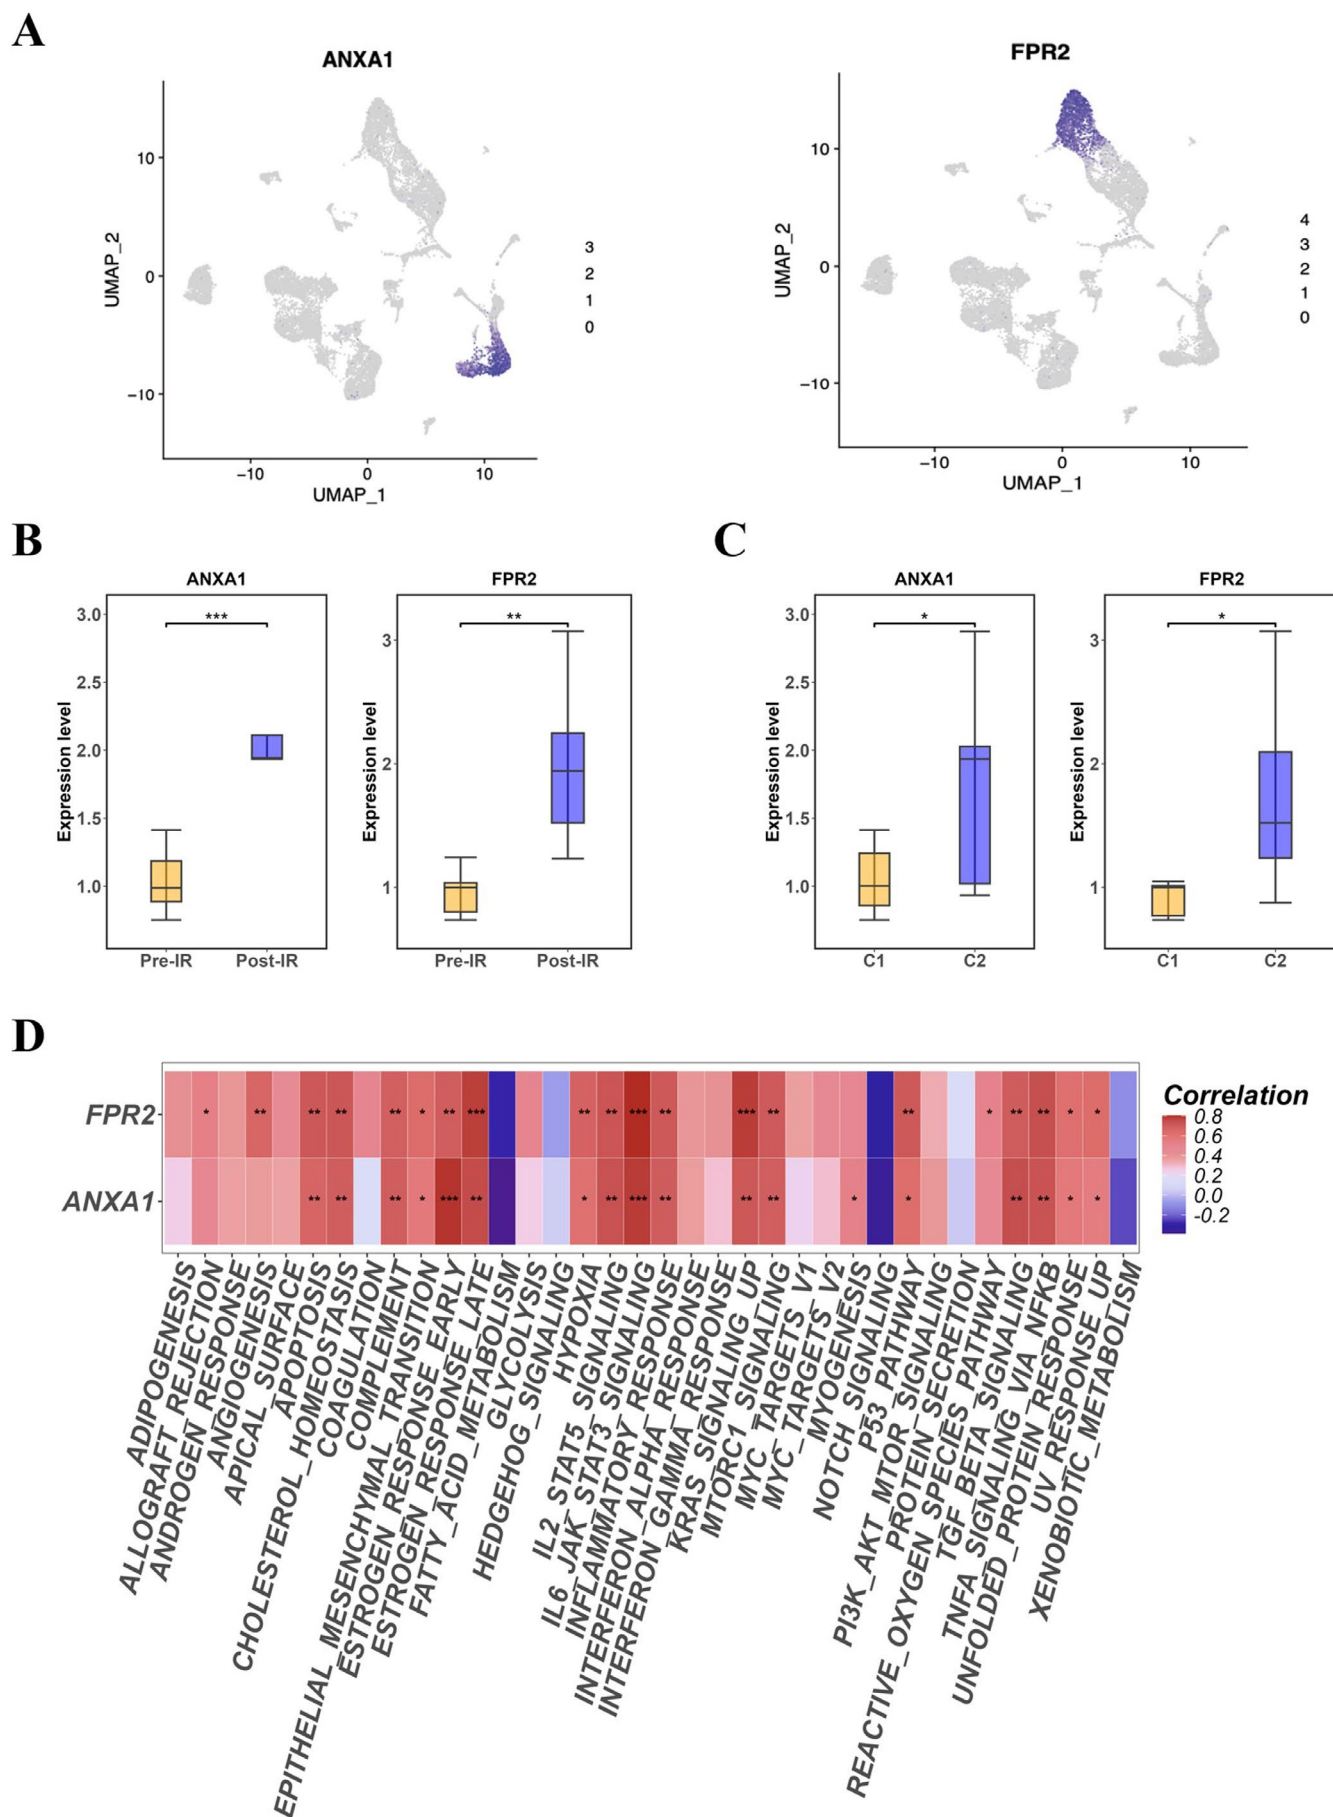 A
ANXA1
10
0
−10
UMAP_2
−10
0
10
UMAP_1
3
2
1
0
FPR2
10
0
−10
UMAP_2
−10
0
10
UMAP_1
4
3
2
1
0
B
ANXA1
***
3.0
2.5
2.0
1.5
1.0
Expression level
Pre-IR
Post-IR
FPR2
**
3
2
1
Expression level
Pre-IR
Post-IR
C
ANXA1
*
3.0
2.5
2.0
1.5
1.0
Expression level
C1
C2
FPR2
*
3
2
1
Expression level
C1
C2
D
FPR2
* ** ** ** ** * ** *** ** ** *** ** *** ** ** * ** ** * *
ANXA1
** ** ** * *** ** * ** *** ** ** ** * * ** ** * *
Correlation
0.8
0.6
0.4
0.2
0.0
-0.2
ADIPOGENESIS
ALLOGRAFT_REJECTION
ANDROGEN_RESPONSE
ANGIOGENESIS
APICAL_SURFACE
APOPTOSIS
CHOLESTEROL_HOMEOSTASIS
COAGULATION
COMPLEMENT
EPITHELIAL_MESENCHYMAL_TRANSITION
ESTROGEN_RESPONSE_EARLY
ESTROGEN_RESPONSE_LATE
FATTY_ACID_METABOLISM
GLYCOLYSIS
HEDGEHOG_SIGNALING
HYPOXIA
IL2_STAT5_SIGNALING
IL6_JAK_STAT3_SIGNALING
INFLAMMATORY_RESPONSE
INTERFERON_ALPHA_RESPONSE
INTERFERON_GAMMA_RESPONSE
KRAS_SIGNALING_UP
MTORC1_SIGNALING
MYC_TARGETS_V1
MYC_TARGETS_V2
MYOGENESIS
NOTCH_SIGNALING
P53_PATHWAY
PI3K_AKT_MTOR_SIGNALING
PROTEIN_SECRETION
REACTIVE_OXYGEN_SPECIES_PATHWAY
TGF_BETA_SIGNALING
TNFA_SIGNALING_VIA_NFKB
UNFOLDED_PROTEIN_RESPONSE
UV_RESPONSE_UP
XENOBIOTIC_METABOLISM